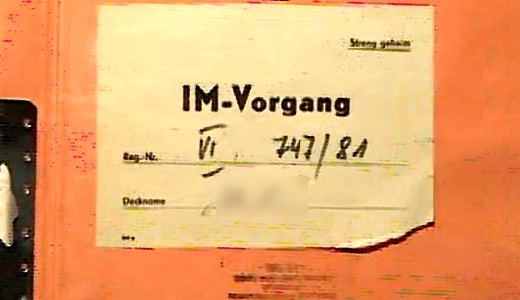 Streng geheim
IM-Vorgang
Reg.-Nr. VI 747/81
Deckname